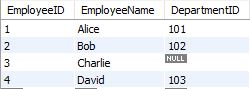 EmployeeID EmployeeName DepartmentID
1 Alice 101
2 Bob 102
3 Charlie NULL
4 David 103